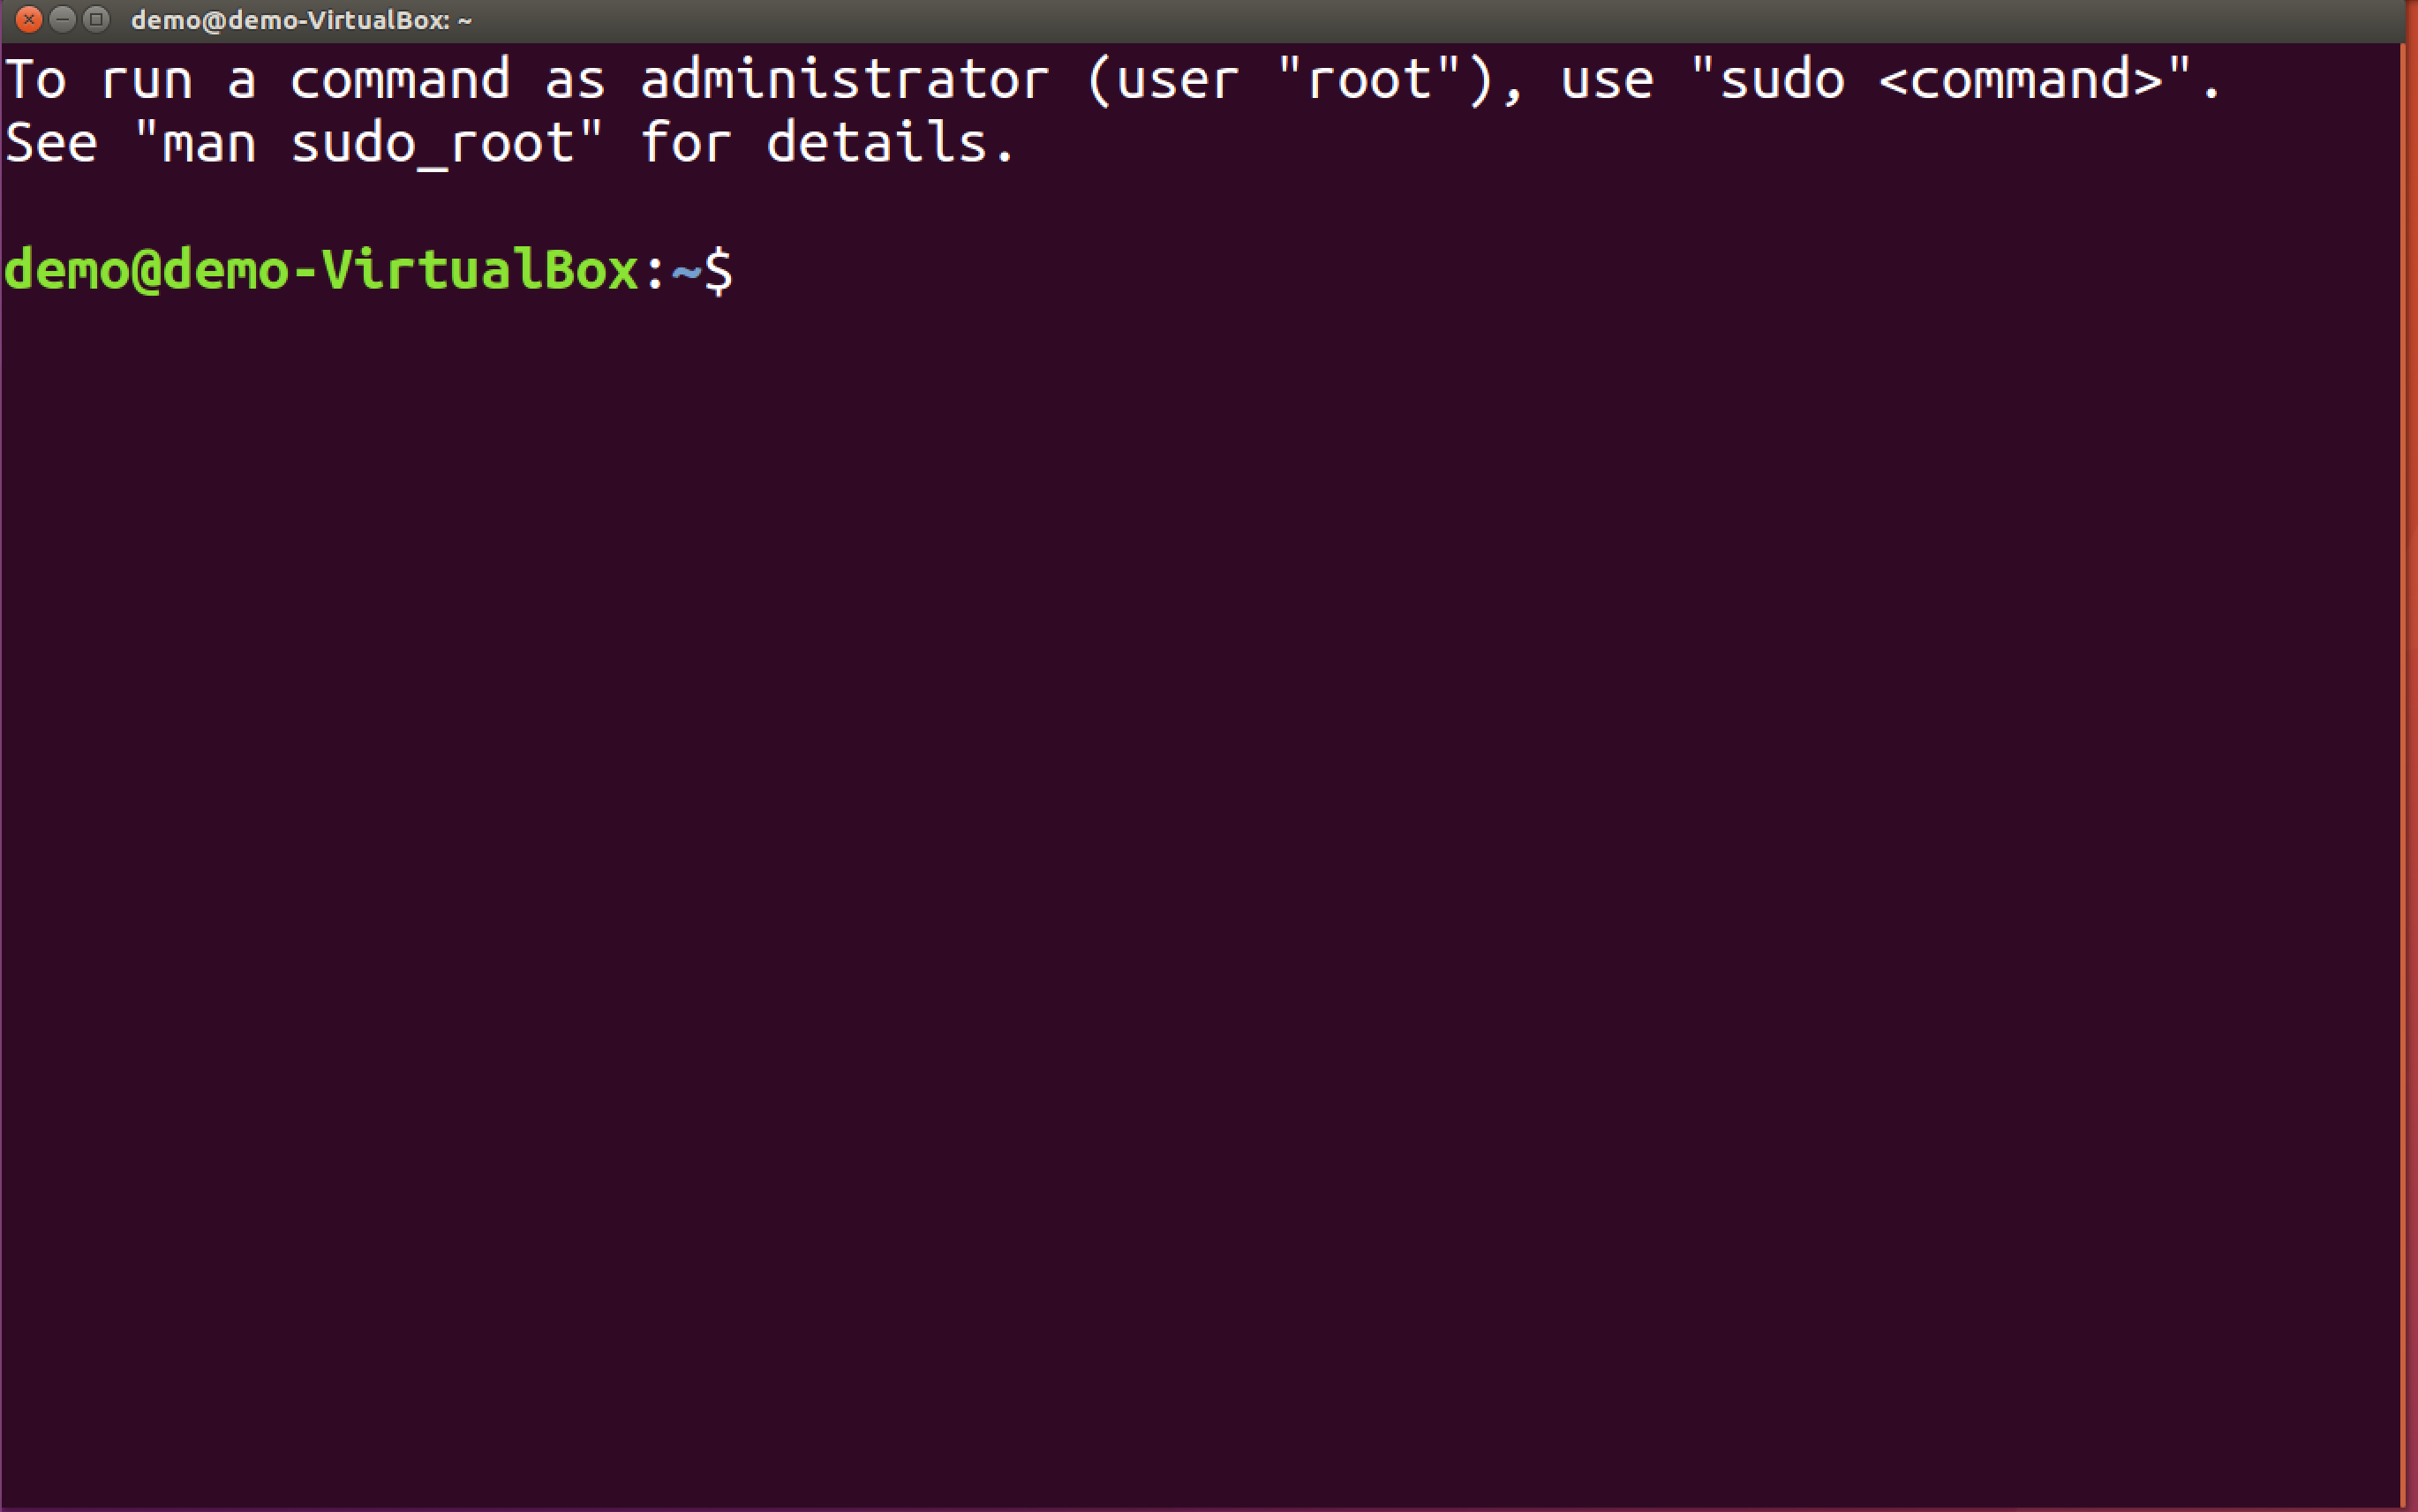 demo@demo-VirtualBox: ~
To run a command as administrator (user "root"), use "sudo <command>".
See "man sudo_root" for details.
demo@demo-VirtualBox:~$